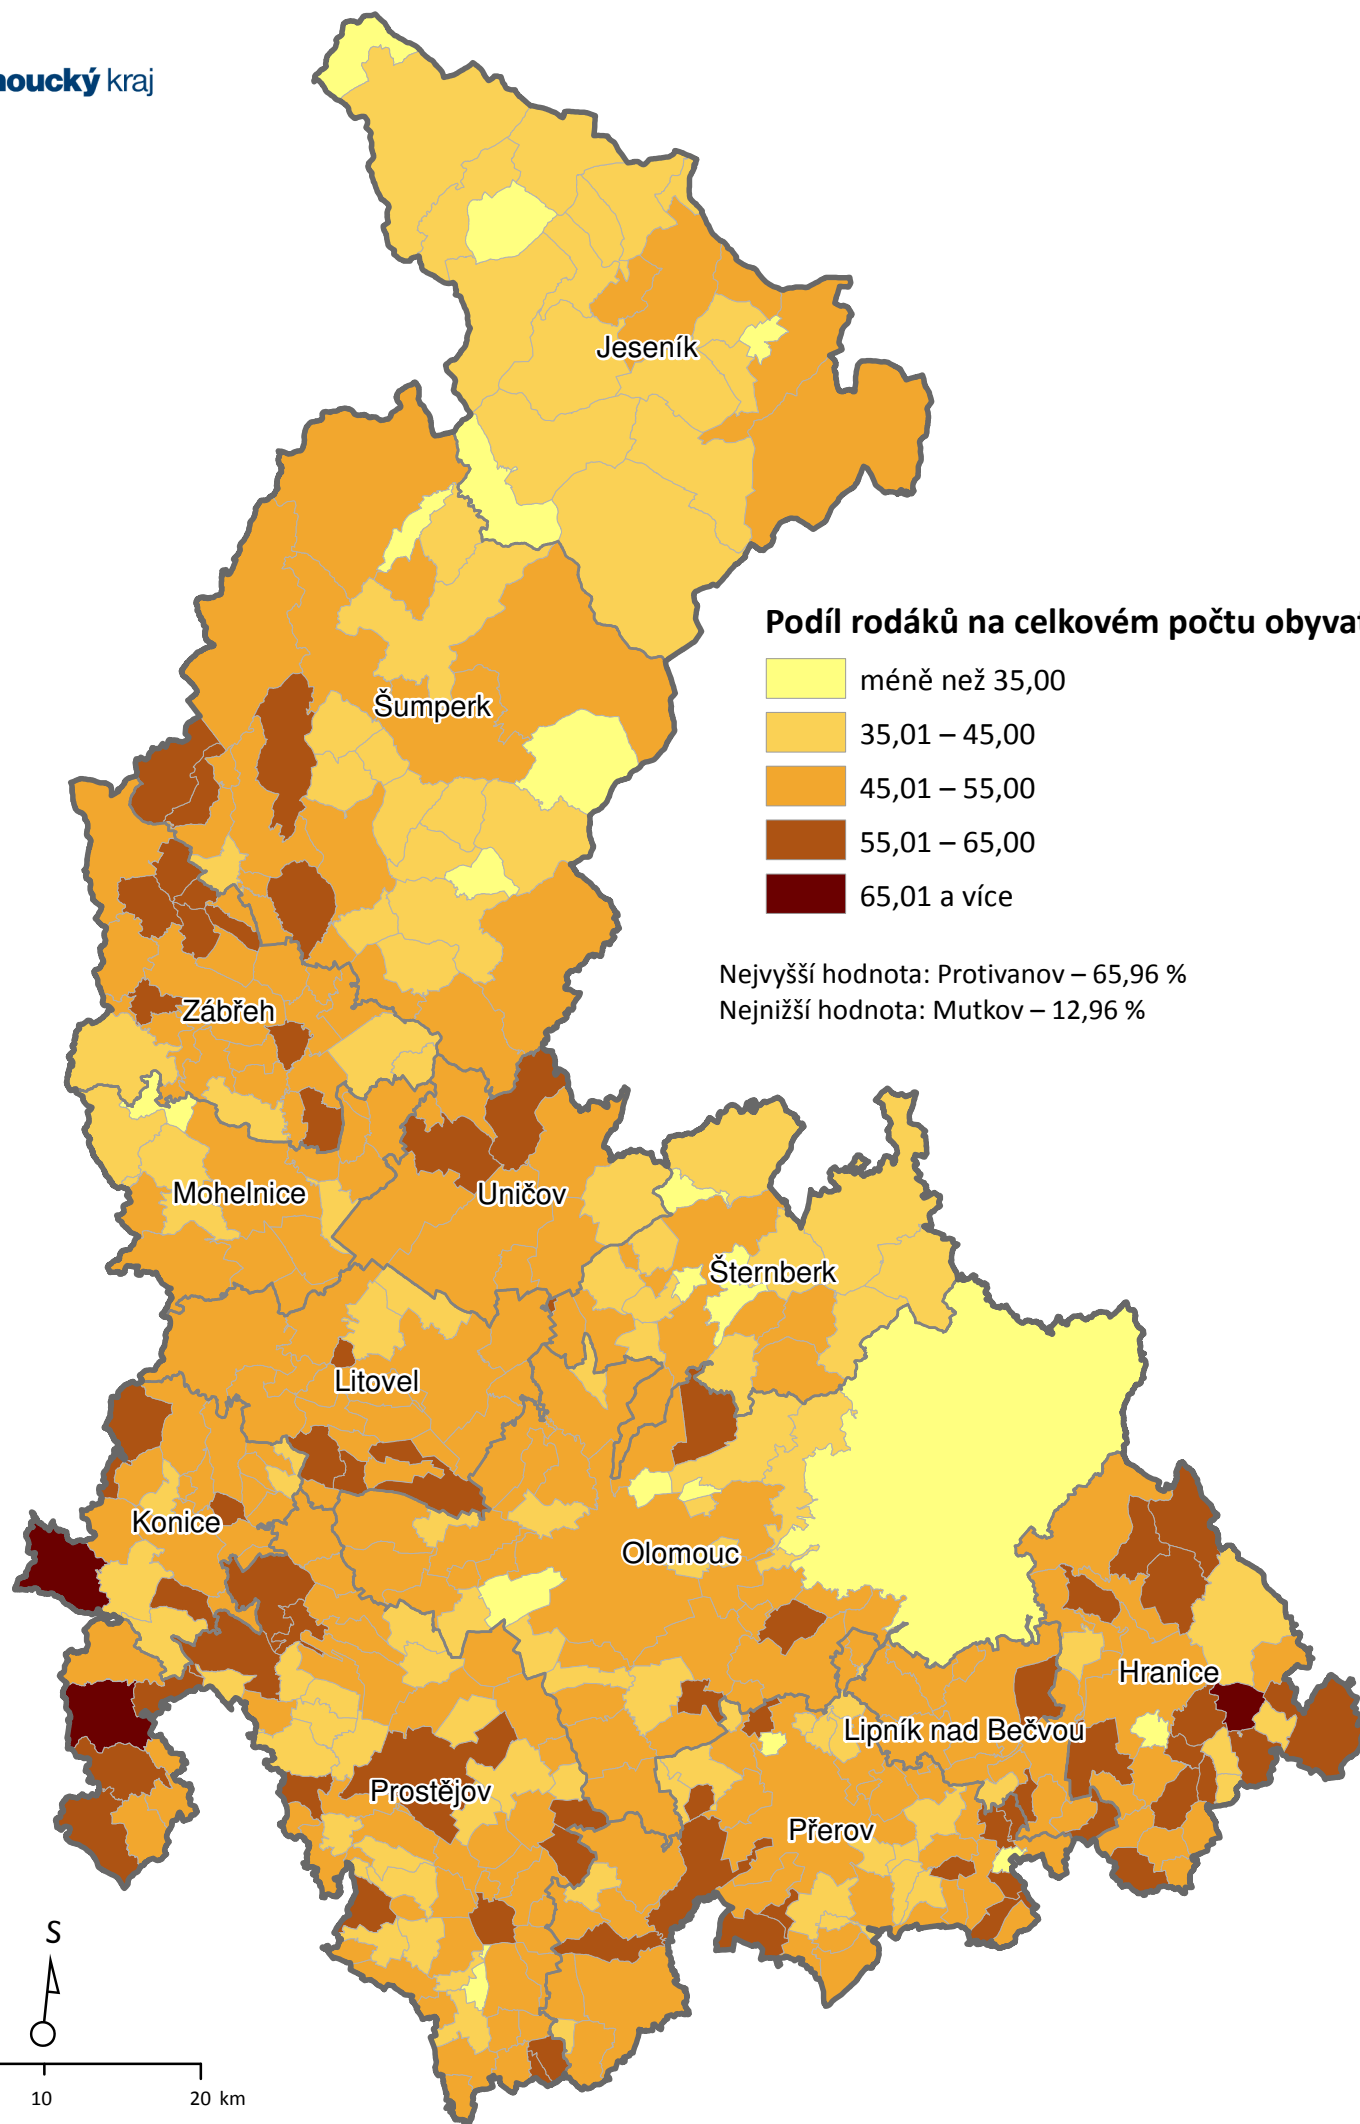 noucký kraj
Jeseník
Podíl rodáků na celkovém počtu obyvat
méně než 35,00
35,01 – 45,00
45,01 – 55,00
55,01 – 65,00
65,01 a více
Nejvyšší hodnota: Protivanov – 65,96 %
Nejnižší hodnota: Mutkov – 12,96 %
Šumperk
Zábřeh
Mohelnice
Uničov
Šternberk
Litovel
Konice
Olomouc
Hranice
Lipník nad Bečvou
Prostějov
Přerov
S
10 20 km